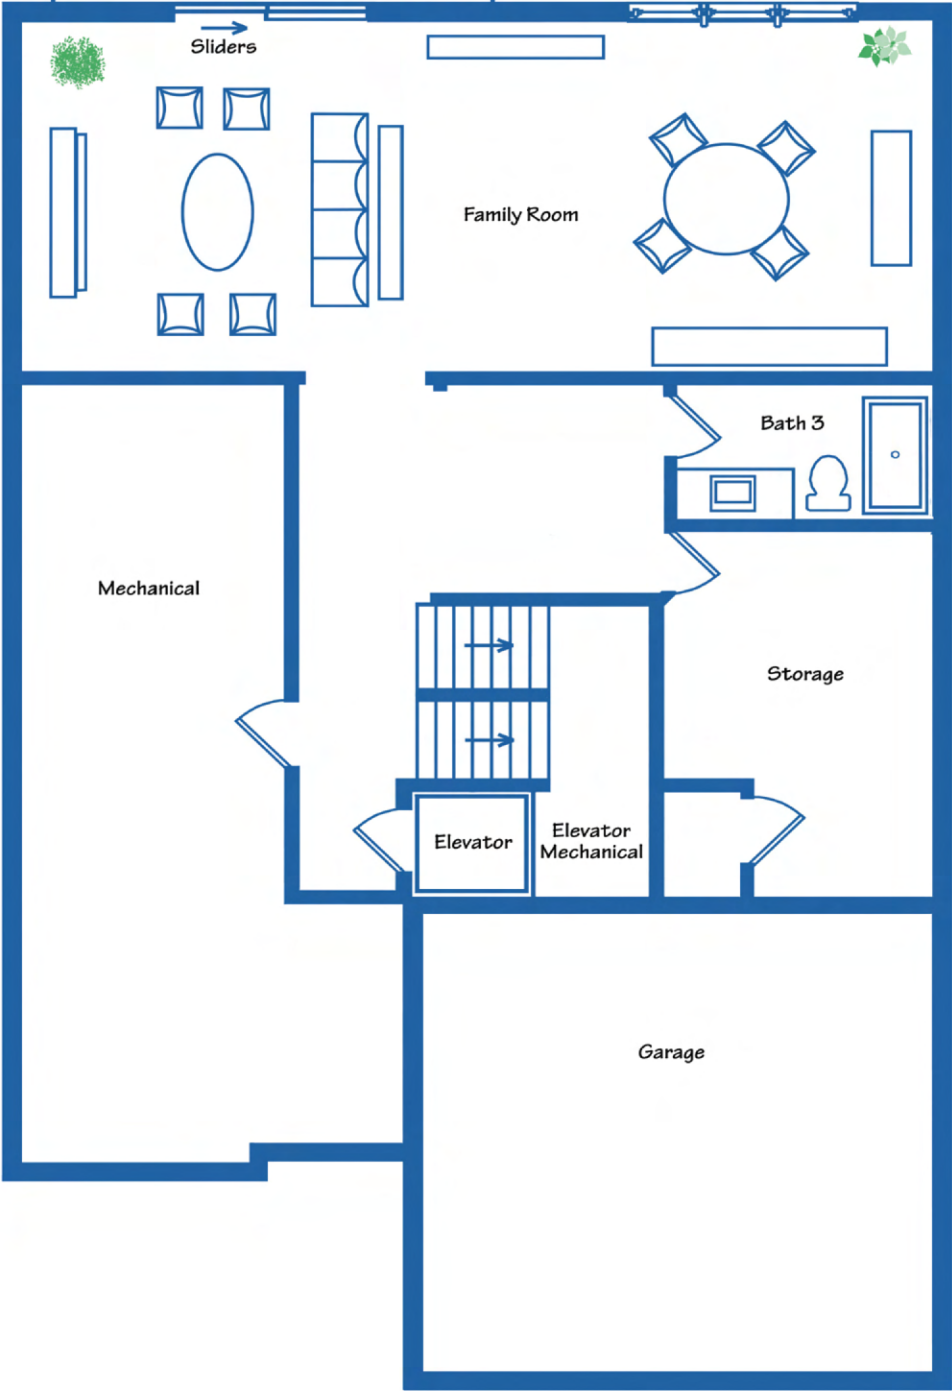 Sliders
Family Room
Bath 3
Mechanical
Storage
Elevator
Elevator
Mechanical
Garage